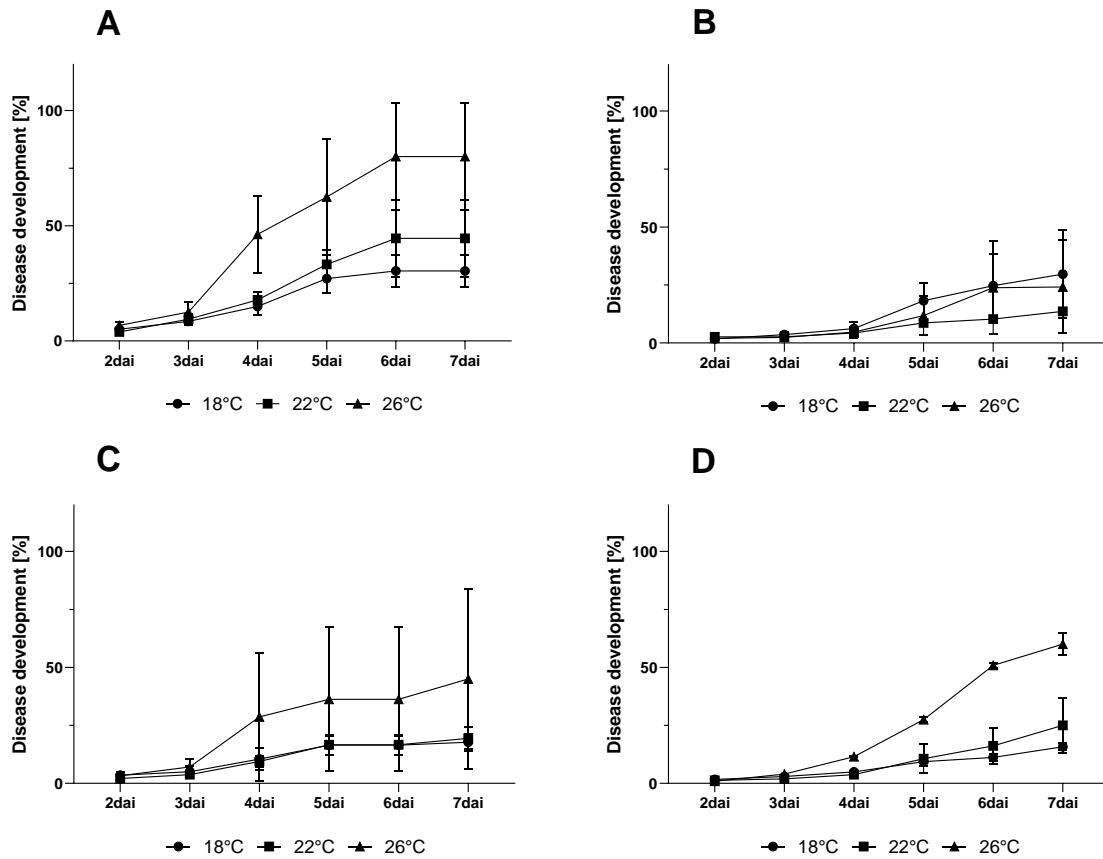 A
Disease development [%]
100
50
0
2dai 3dai 4dai 5dai 6dai 7dai
18°C 22°C 26°C
B
Disease development [%]
100
50
0
2dai 3dai 4dai 5dai 6dai 7dai
18°C 22°C 26°C
C
Disease development [%]
100
50
0
2dai 3dai 4dai 5dai 6dai 7dai
18°C 22°C 26°C
D
Disease development [%]
100
50
0
2dai 3dai 4dai 5dai 6dai 7dai
18°C 22°C 26°C